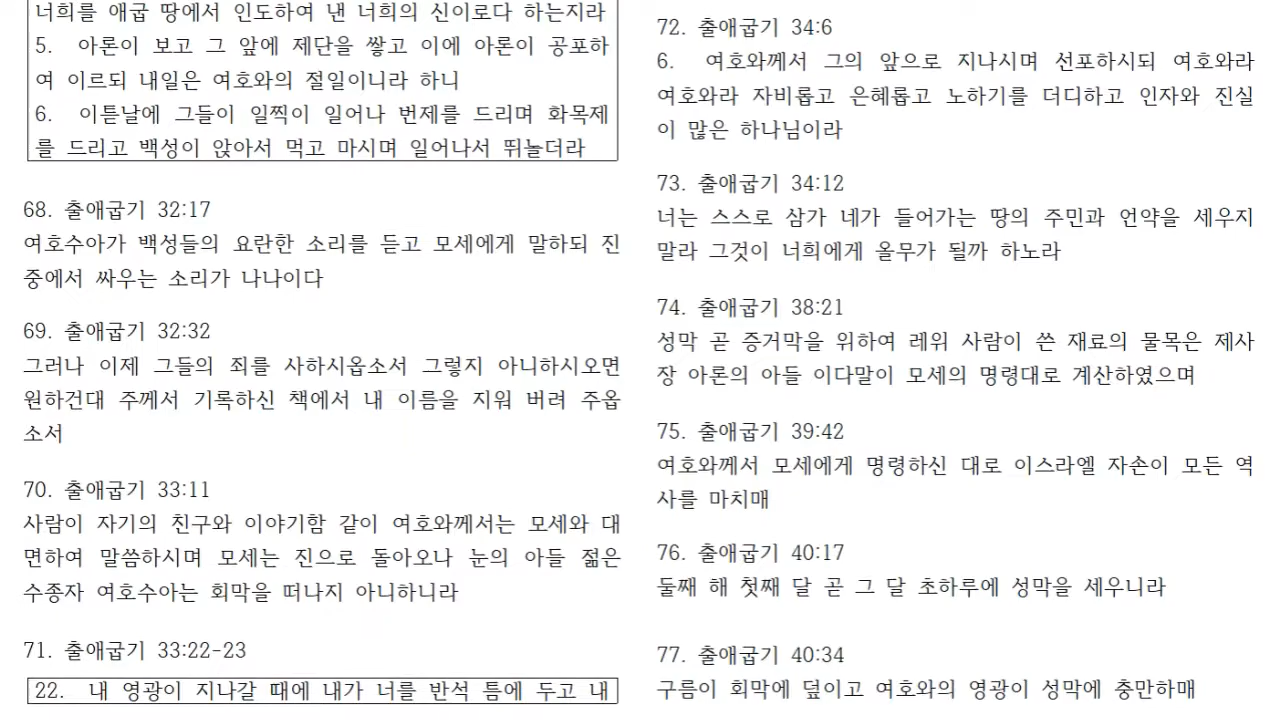 너희를 애굽 땅에서 인도하여 낸 너희의 신이로다 하는지라
5. 아론이 보고 그 앞에 제단을 쌓고 이에 아론이 공포하
여 이르되 내일은 여호와의 절일이니라 하니
6. 이튿날에 그들이 일찍이 일어나 번제를 드리며 화목제
를 드리고 백성이 앉아서 먹고 마시며 일어나서 뛰놀더라
68. 출애굽기 32:17
여호수아가 백성들의 요란한 소리를 듣고 모세에게 말하되 진
중에서 싸우는 소리가 나나이다
69. 출애굽기 32:32
그러나 이제 그들의 죄를 사하시옵소서 그렇지 아니하시오면
원하건대 주께서 기록하신 책에서 내 이름을 지워 버려 주옵
소서
70. 출애굽기 33:11
사람이 자기의 친구와 이야기함 같이 여호와께서는 모세와 대
면하여 말씀하시며 모세는 진으로 돌아오나 눈의 아들 젊은
수종자 여호수아는 회막을 떠나지 아니하니라
71. 출애굽기 33:22-23
22. 내 영광이 지나갈 때에 내가 너를 반석 틈에 두고 내
72. 출애굽기 34:6
6. 여호와께서 그의 앞으로 지나시며 선포하시되 여호와라
여호와라 자비롭고 은혜롭고 노하기를 더디하고 인자와 진실
이 많은 하나님이라
73. 출애굽기 34:12
너는 스스로 삼가 네가 들어가는 땅의 주민과 언약을 세우지
말라 그것이 너희에게 올무가 될까 하노라
74. 출애굽기 38:21
성막 곧 증거막을 위하여 레위 사람이 쓴 재료의 물목은 제사
장 아론의 아들 이다말이 모세의 명령대로 계산하였으며
75. 출애굽기 39:42
여호와께서 모세에게 명령하신 대로 이스라엘 자손이 모든 역
사를 마치매
76. 출애굽기 40:17
둘째 해 첫째 달 곧 그 달 초하루에 성막을 세우니라
77. 출애굽기 40:34
구름이 회막에 덮이고 여호와의 영광이 성막에 충만하매